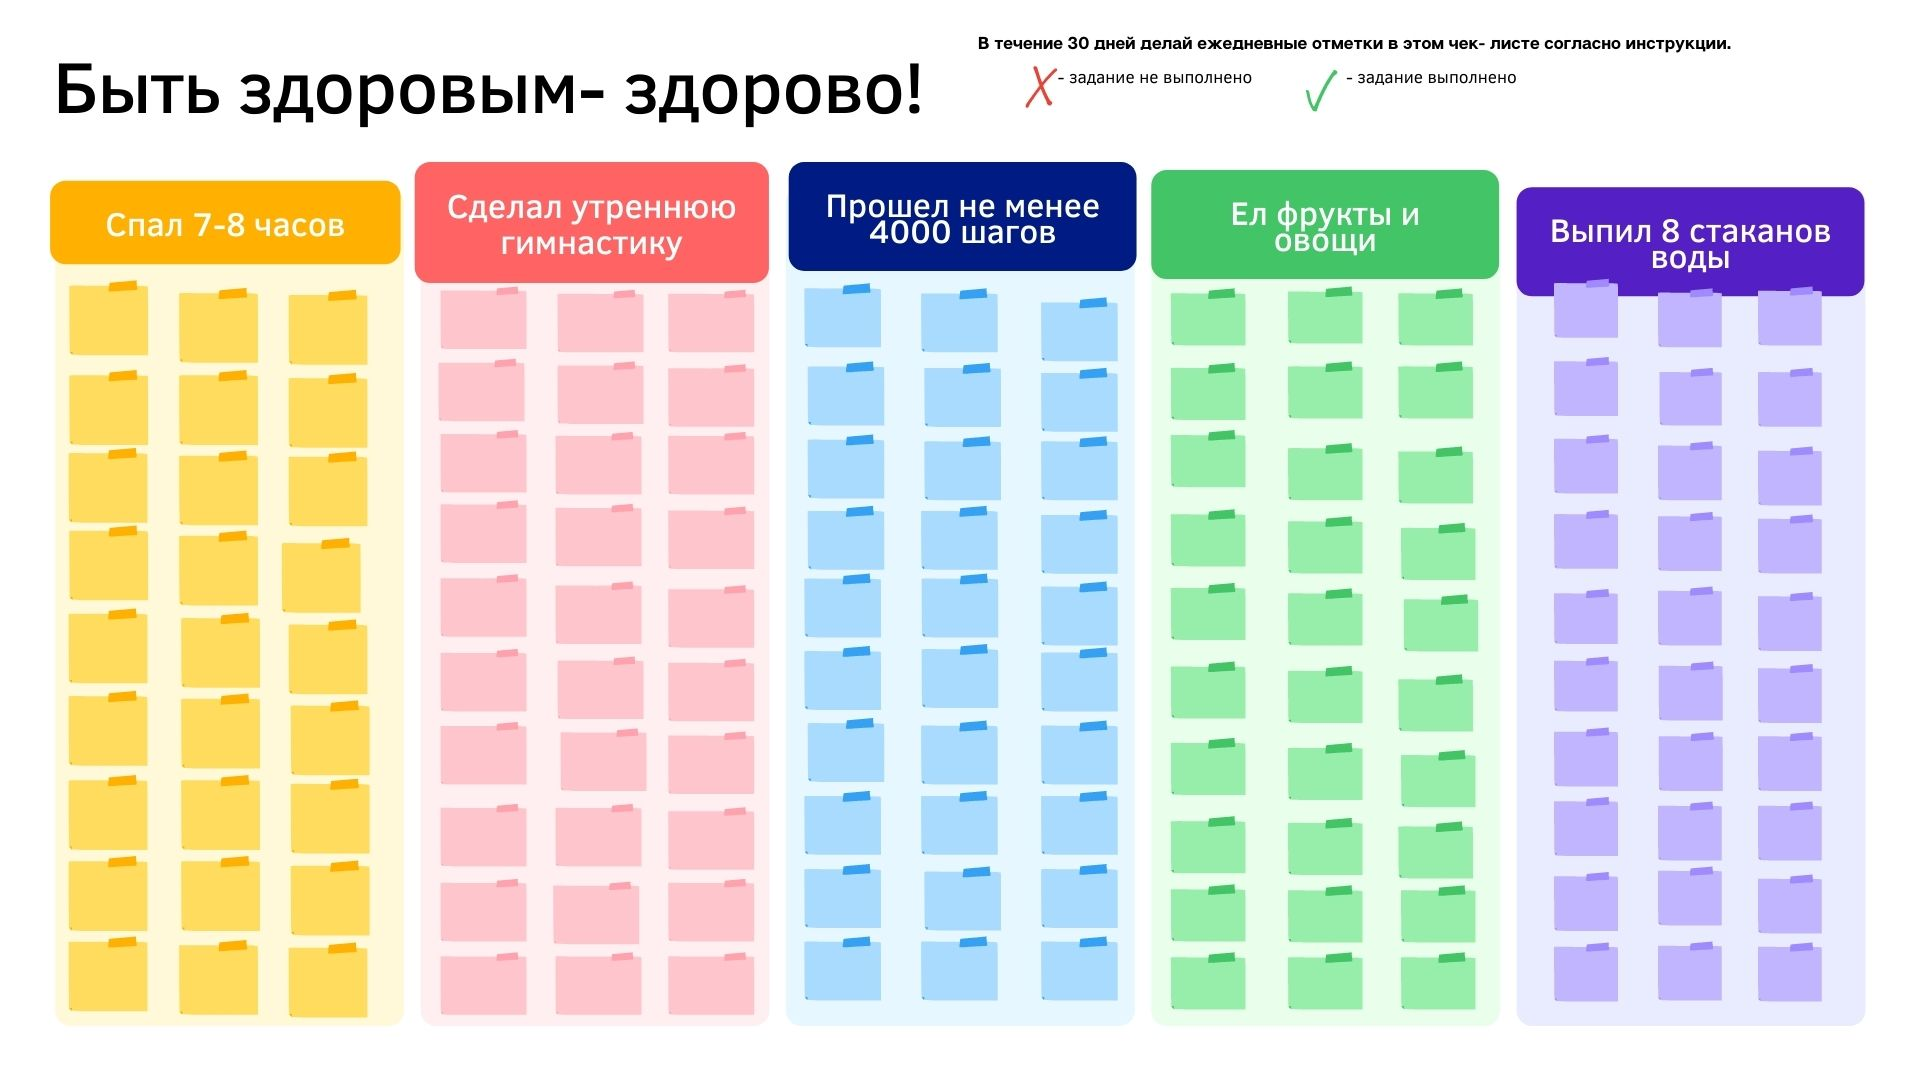 В течение 30 дней делай ежедневные отметки в этом чек- листе согласно инструкции.
Быть здоровым- здорово!
- задание не выполнено
- задание выполнено
Спал 7-8 часов
Сделал утреннюю
гимнастику
Прошел не менее
4000 шагов
Ел фрукты и
овощи
Выпил 8 стаканов
воды